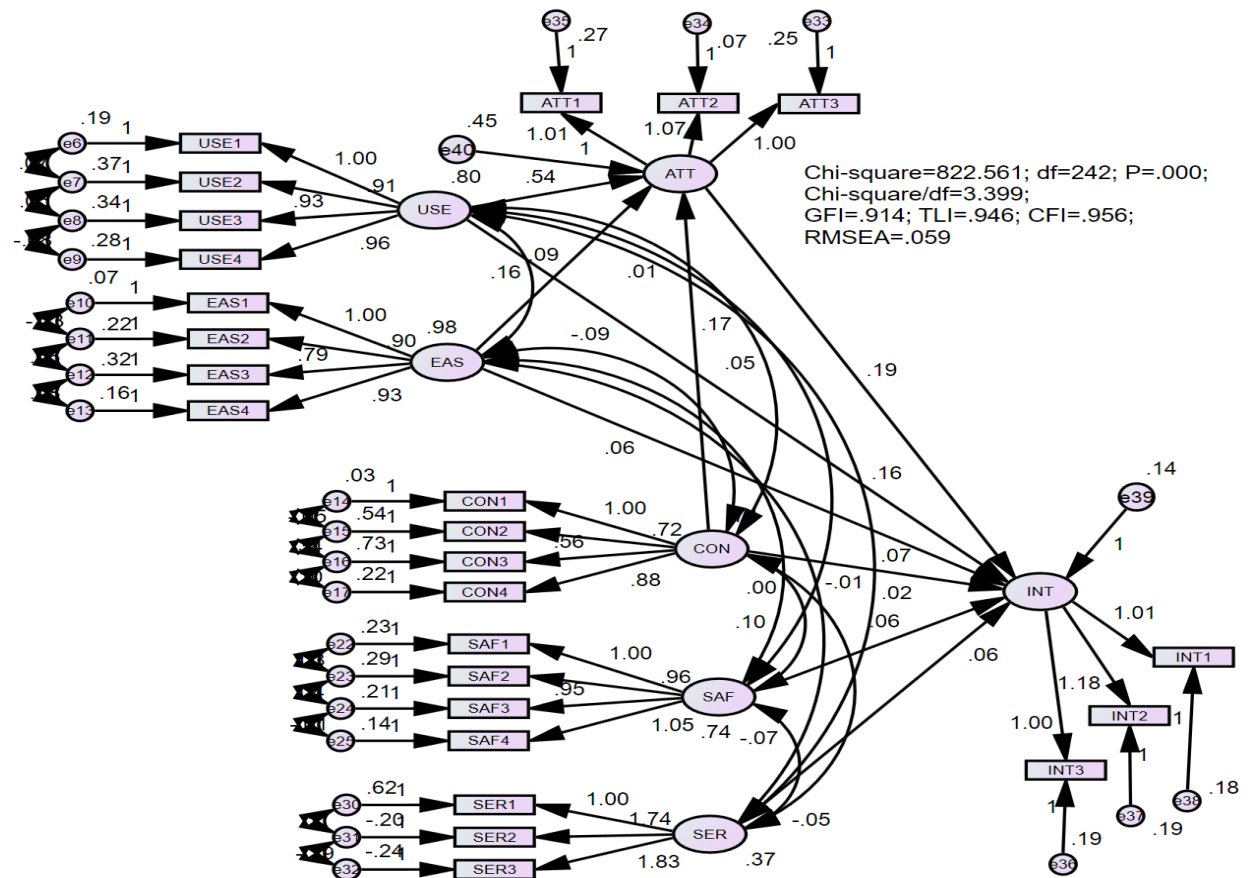 e35
e34
e33
.27
.07
.25
1
1
1
ATT1
ATT2
ATT3
.45
1.01
1.07
1.00
e40
1
ATT
.19
1
e6
USE1
1.00
.37
1
e7
USE2
.91
.80
.54
.34
1
e8
USE3
.93
USE
.28
1
e9
USE4
.96
Chi-square=822.561; df=242; P=.000;
Chi-square/df=3.399;
GFI=.914; TLI=.946; CFI=.956;
RMSEA=.059
.09
.16
.01
.07
1
e10
EAS1
1.00
.22
1
e11
EAS2
.90
.98
.32
1
e12
EAS3
.79
EAS
.16
1
e13
EAS4
.93
-.09
.17
.05
.19
.06
.16
.14
e39
1
.03
1
e14
CON1
1.00
.54
1
e15
CON2
.72
.73
1
e16
CON3
.56
CON
.22
1
e17
CON4
.88
.07
.00
-.01
.02
INT
.10
.06
.06
.23
1
e22
SAF1
1.00
.29
1
e23
SAF2
.96
.21
1
e24
SAF3
.95
SAF
.14
1
e25
SAF4
1.05
.74
-.07
1.01
INT1
1.18
INT2
1
1.00
INT3
1
1
.62
1
e30
SER1
1.00
-.20
1
e31
SER2
1.74
SER
-.05
-.24
1
e32
SER3
1.83
.37
e38
.18
e37
.19
e36
.19